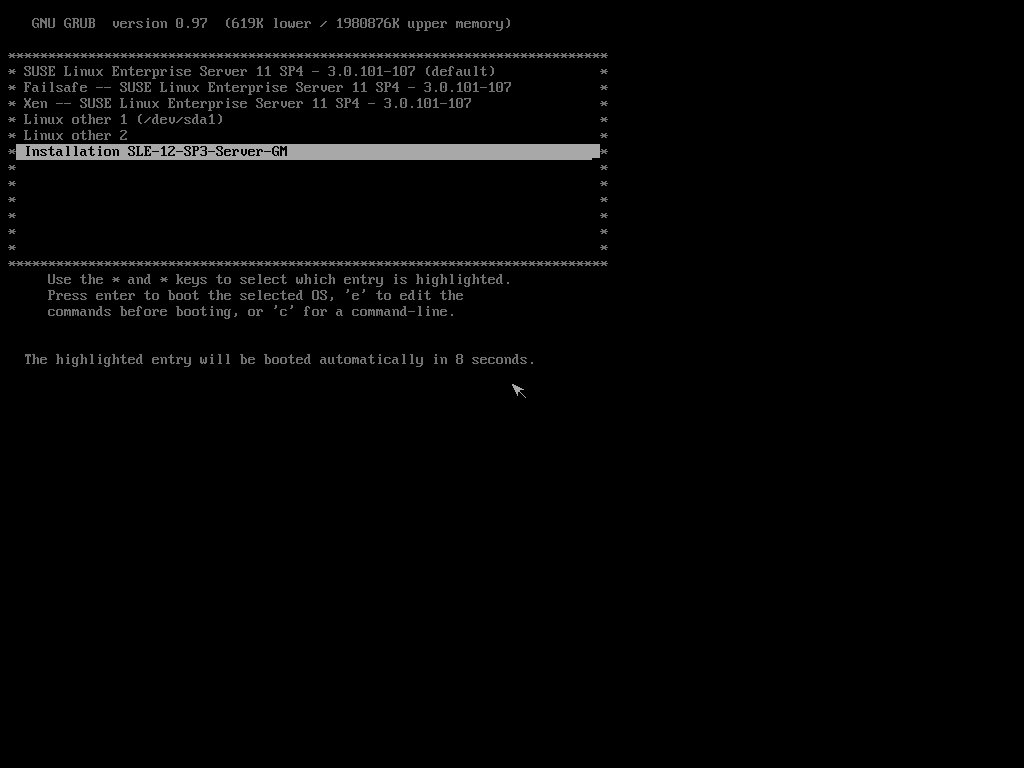 GNU GRUB  version 0.97  (619K lower / 1980876K upper memory)
*******************************************************************************
* SUSE Linux Enterprise Server 11 SP4 - 3.0.101-107 (default) *
* Failsafe -- SUSE Linux Enterprise Server 11 SP4 - 3.0.101-107 *
* Xen -- SUSE Linux Enterprise Server 11 SP4 - 3.0.101-107 *
* Linux other 1 (/dev/sda1) *
* Linux other 2 *
* Installation SLE-12-SP3-Server-GM *
* *
* *
* *
* *
* *
* *
*******************************************************************************
Use the * and * keys to select which entry is highlighted.
Press enter to boot the selected OS, 'e' to edit the
commands before booting, or 'c' for a command-line.
The highlighted entry will be booted automatically in 8 seconds.